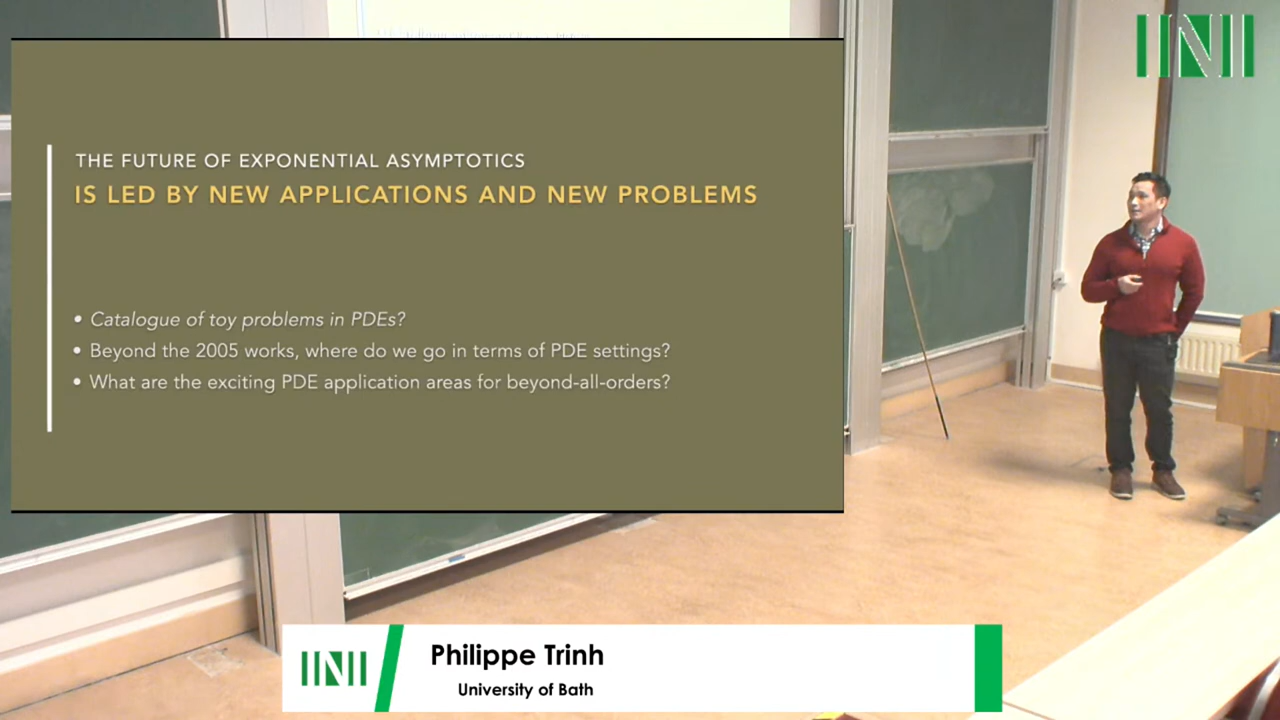 INI
THE FUTURE OF EXPONENTIAL ASYMPTOTICS
IS LED BY NEW APPLICATIONS AND NEW PROBLEMS
• Catalogue of toy problems in PDEs?
• Beyond the 2005 works, where do we go in terms of PDE settings?
• What are the exciting PDE application areas for beyond-all-orders?
INI
Philippe Trinh
University of Bath